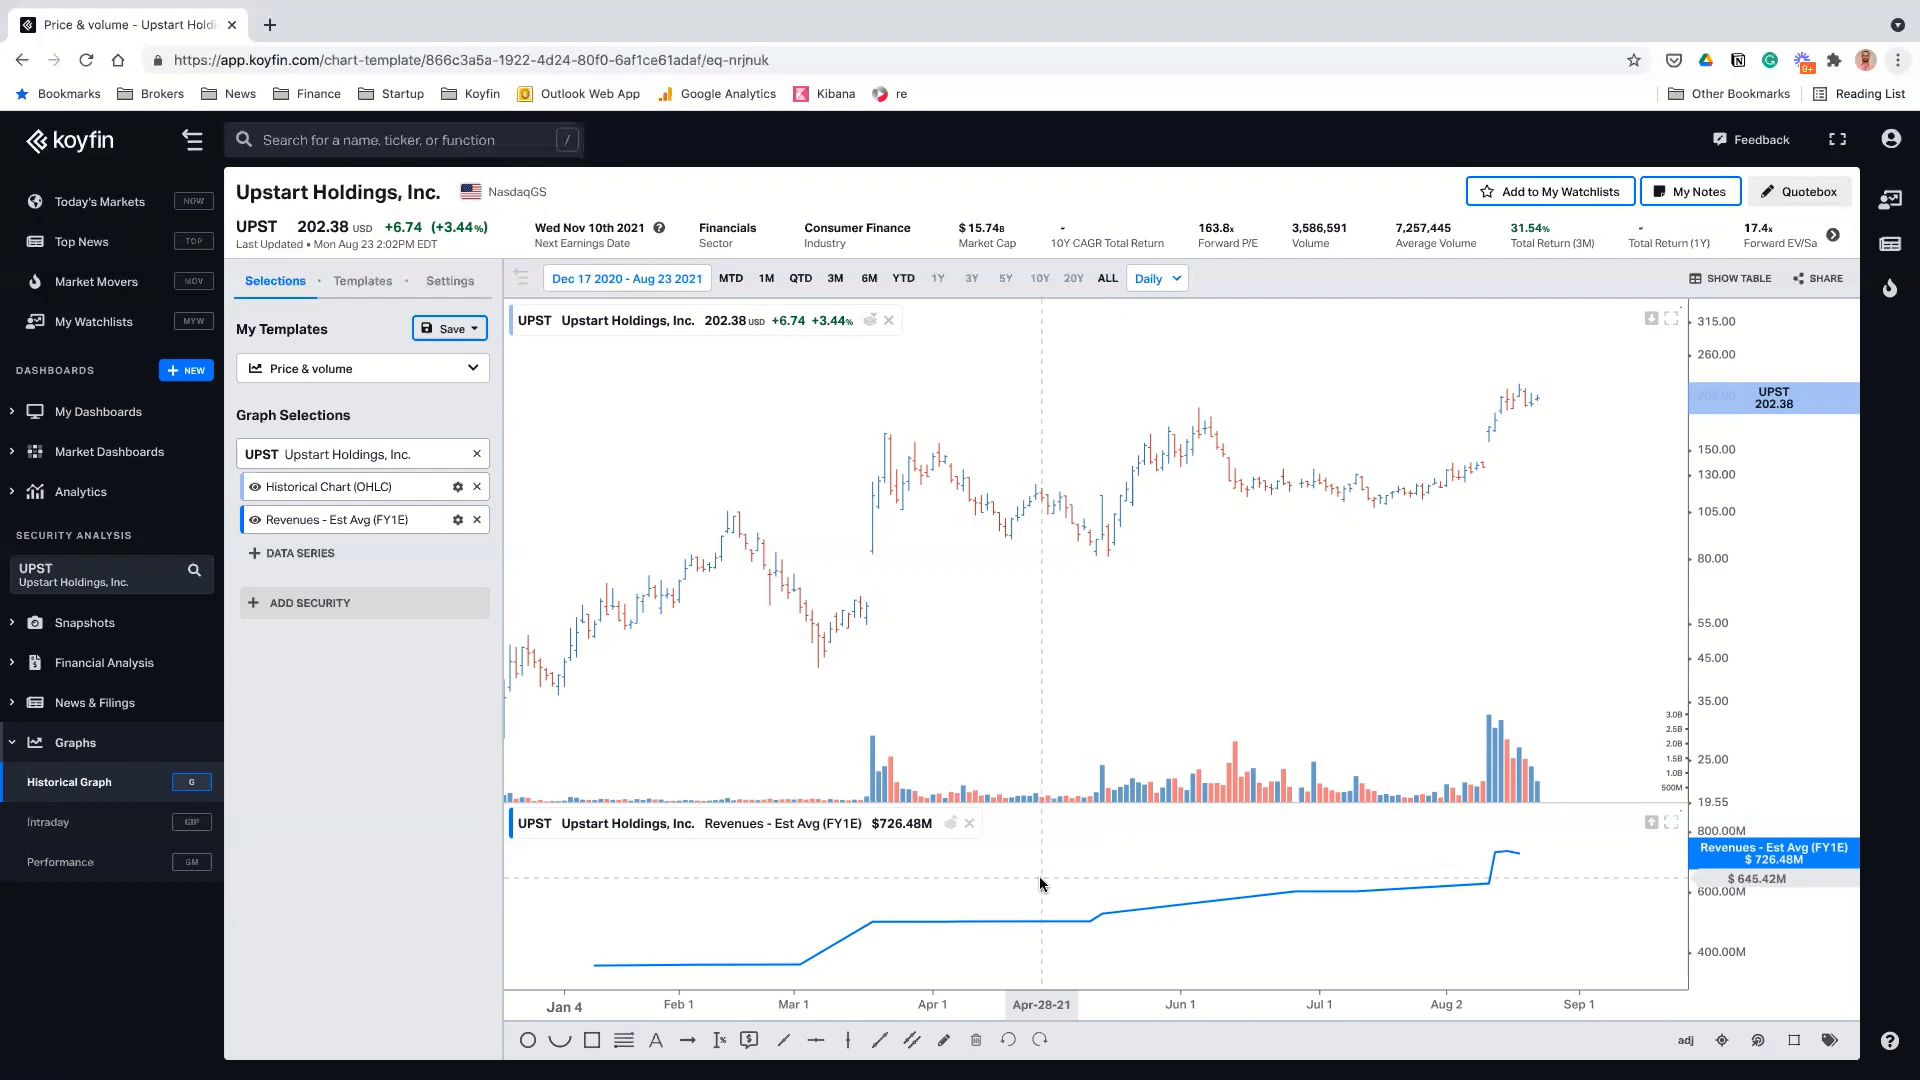 Price & volume - Upstart Holdi
https://app.koyfin.com/chart-template/866c3a5a-1922-4d24-80f0-6af1ce61adaf/eq-nrjnuk
9+
Bookmarks Brokers News Finance Startup Koyfin Outlook Web App Google Analytics Kibana re Other Bookmarks Reading List
koyfin
Search for a name, ticker, or function /
Feedback
Today's Markets NOW
Top News TOP
Market Movers MOV
My Watchlists MYW
DASHBOARDS + NEW
My Dashboards
Market Dashboards
Analytics
SECURITY ANALYSIS
UPST
Upstart Holdings, Inc.
Snapshots
Financial Analysis
News & Filings
Graphs
Historical Graph G
Intraday GIP
Performance GM
Upstart Holdings, Inc. NasdaqGS
Add to My Watchlists My Notes Quotebox
UPST 202.38 USD +6.74 (+3.44%)
Last Updated • Mon Aug 23 2:02PM EDT
Wed Nov 10th 2021 Financials Consumer Finance $ 15.74B - 163.8x 3,586,591 7,257,445 31.54% - 17.4x
Next Earnings Date Sector Industry Market Cap 10Y CAGR Total Return Forward P/E Volume Average Volume Total Return (3M) Total Return (1Y) Forward EV/Sa
Selections • Templates • Settings
My Templates Save
Price & volume
Graph Selections
UPST Upstart Holdings, Inc.
Historical Chart (OHLC)
Revenues - Est Avg (FY1E)
+ DATA SERIES
+ ADD SECURITY
Dec 17 2020 - Aug 23 2021 MTD 1M QTD 3M 6M YTD 1Y 3Y 5Y 10Y 20Y ALL Daily SHOW TABLE SHARE
UPST Upstart Holdings, Inc. 202.38 USD +6.74 +3.44%
315.00
260.00
205.00
UPST
202.38
150.00
130.00
105.00
80.00
55.00
45.00
35.00
3.0B
2.5B
2.0B
1.5B
25.00
1.0B
500M
19.55
UPST Upstart Holdings, Inc. Revenues - Est Avg (FY1E) $726.48M
800.00M
Revenues - Est Avg (FY1E)
$ 726.48M
$ 645.42M
600.00M
400.00M
Jan 4 Feb 1 Mar 1 Apr 1 Apr-28-21 Jun 1 Jul 1 Aug 2 Sep 1
A
adj